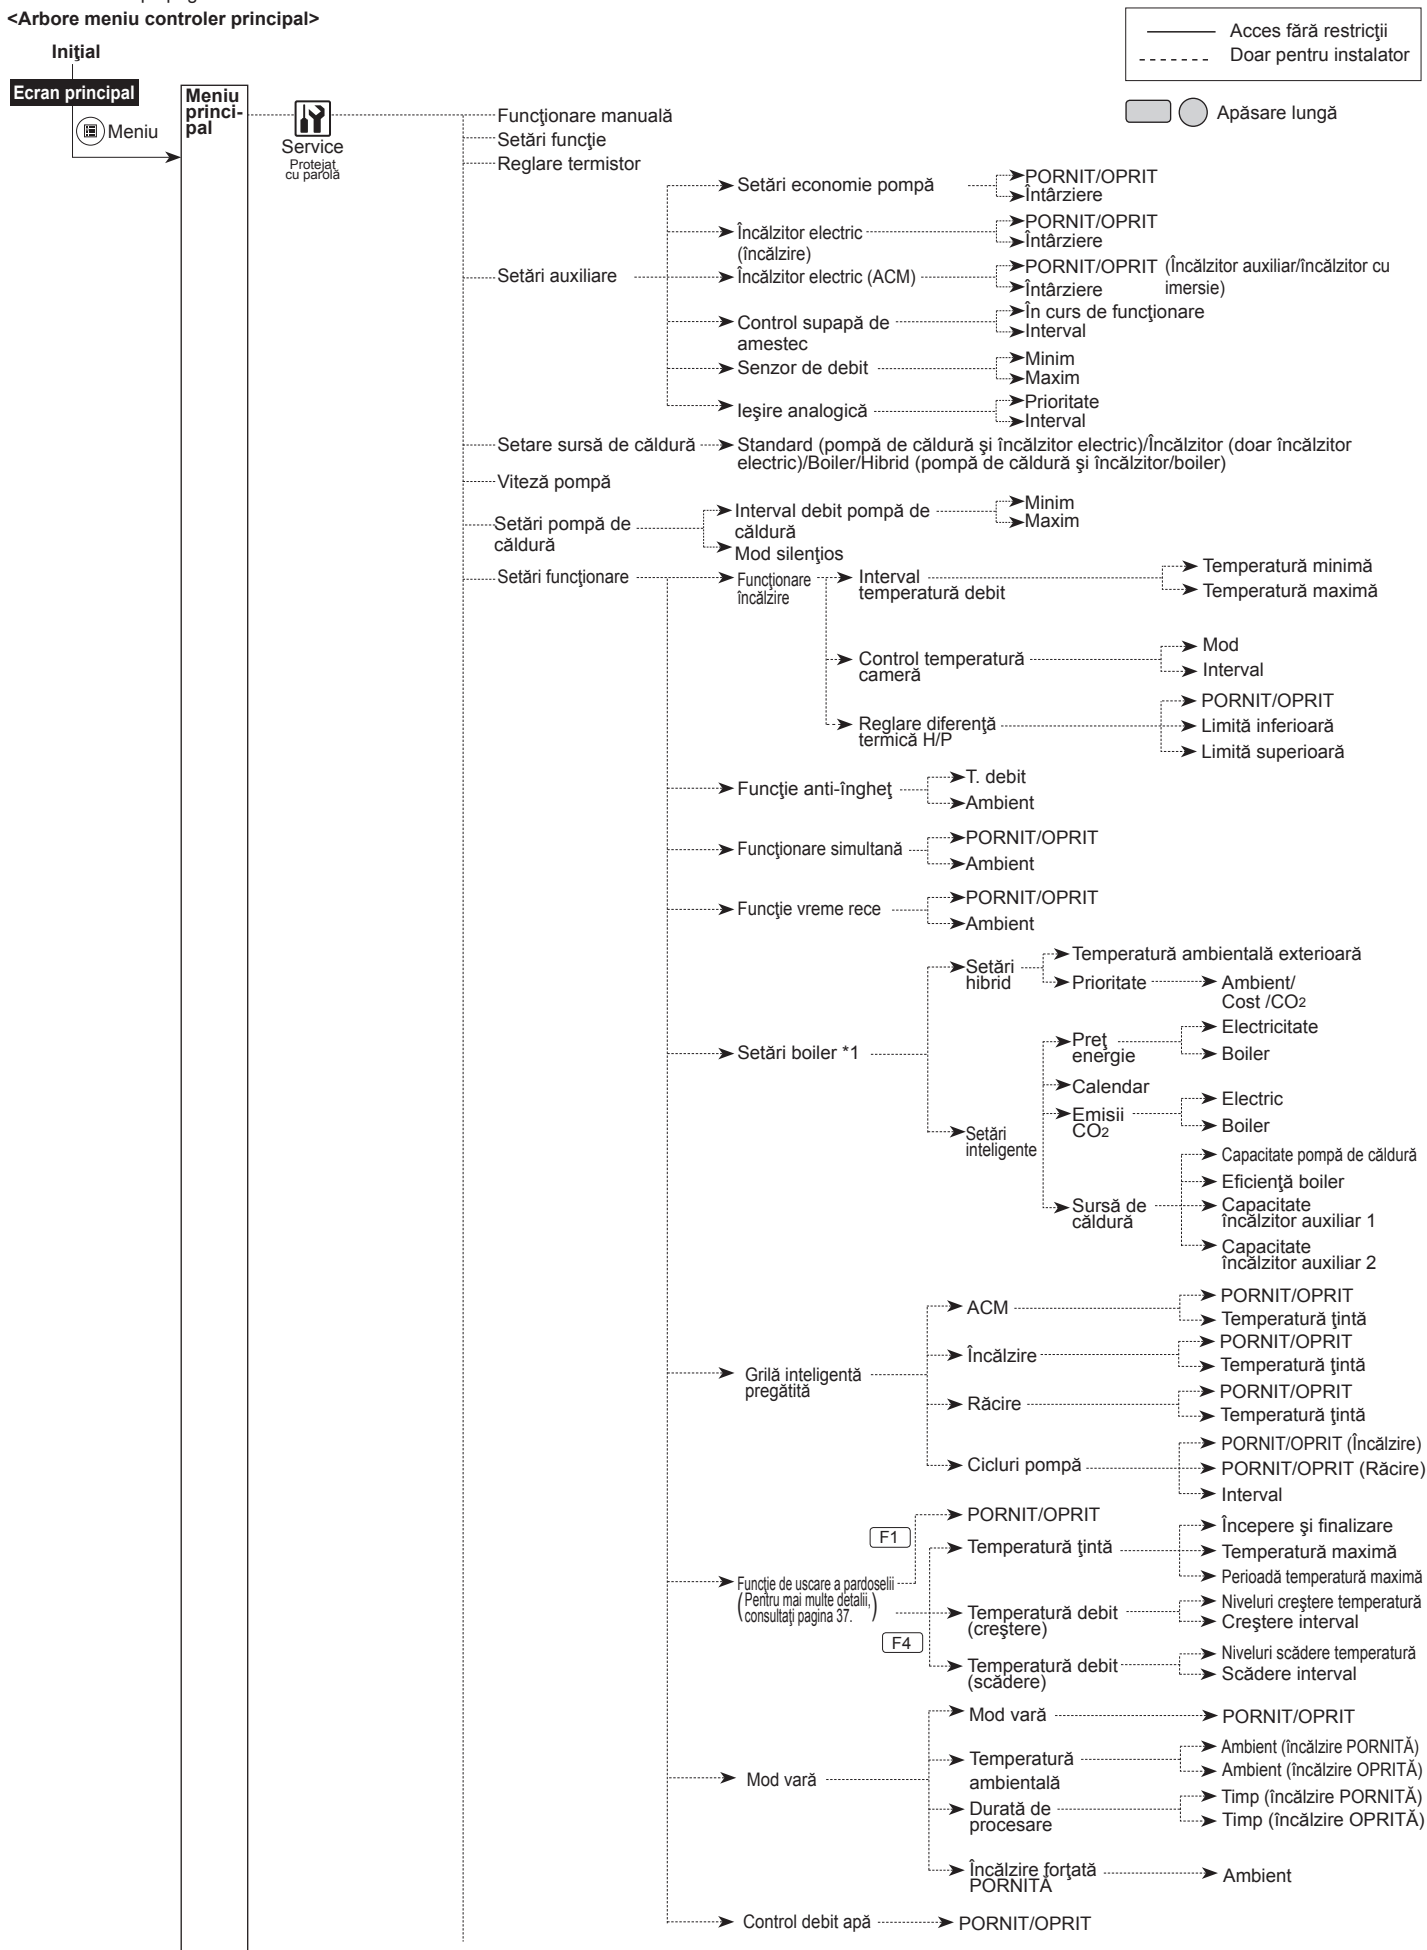 <Arbore meniu controler principal>
Iniţial
Ecran principal
Meniu
Meniu
princi-
pal
Service
Protejat
cu parolă
Acces fără restricţii
Doar pentru instalator
Apăsare lungă
Funcţionare manuală
Setări funcţie
Reglare termistor
Setări auxiliare
Setări economie pompă
PORNIT/OPRIT
Întârziere
Încălzitor electric
(încălzire)
PORNIT/OPRIT
Întârziere
Încălzitor electric (ACM)
PORNIT/OPRIT (Încălzitor auxiliar/încălzitor cu
Întârziere imersie)
Control supapă de
amestec
În curs de funcţionare
Interval
Senzor de debit
Minim
Maxim
Ieşire analogică
Prioritate
Interval
Setare sursă de căldură
Standard (pompă de căldură şi încălzitor electric)/Încălzitor (doar încălzitor
electric)/Boiler/Hibrid (pompă de căldură şi încălzitor/boiler)
Viteză pompă
Setări pompă de
căldură
Interval debit pompă de
căldură
Minim
Maxim
Mod silenţios
Setări funcţionare
Funcţionare
încălzire
Interval
temperatură debit
Temperatură minimă
Temperatură maximă
Control temperatură
cameră
Mod
Interval
Reglare diferenţă
termică H/P
PORNIT/OPRIT
Limită inferioară
Limită superioară
Funcţie anti-îngheţ
T. debit
Ambient
Funcţionare simultană
PORNIT/OPRIT
Ambient
Funcţie vreme rece
PORNIT/OPRIT
Ambient
Setări boiler *1
Setări
hibrid
Temperatură ambientală exterioară
Prioritate
Ambient/
Cost /CO2
Setări
inteligente
Preţ
energie
Electricitate
Boiler
Calendar
Emisii
CO2
Electric
Boiler
Sursă de
căldură
Capacitate pompă de căldură
Eficienţă boiler
Capacitate
încălzitor auxiliar 1
Capacitate
încălzitor auxiliar 2
Grilă inteligentă
pregătită
ACM
PORNIT/OPRIT
Temperatură ţintă
Încălzire
PORNIT/OPRIT
Temperatură ţintă
Răcire
PORNIT/OPRIT
Temperatură ţintă
Cicluri pompă
PORNIT/OPRIT (Încălzire)
PORNIT/OPRIT (Răcire)
Interval
Funcţie de uscare a pardoselii
(Pentru mai multe detalii,
consultaţi pagina 37.)
F1
PORNIT/OPRIT
F4
Temperatură ţintă
Începere şi finalizare
Temperatură maximă
Perioadă temperatură maximă
Temperatură debit
(creştere)
Niveluri creştere temperatură
Creştere interval
Temperatură debit
(scădere)
Niveluri scădere temperatură
Scădere interval
Mod vară
Mod vară
PORNIT/OPRIT
Temperatură
ambientală
Ambient (încălzire PORNITĂ)
Ambient (încălzire OPRITĂ)
Durată de
procesare
Timp (încălzire PORNITĂ)
Timp (încălzire OPRITĂ)
Încălzire forţată
PORNITĂ
Ambient
Control debit apă
PORNIT/OPRIT